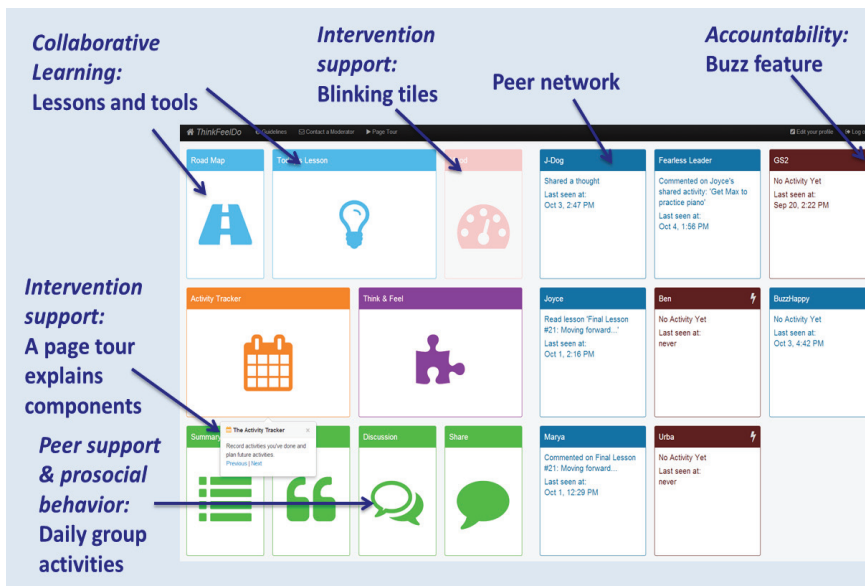 Collaborative
Learning:
Lessons and tools
Intervention
support:
Blinking tiles
Peer network
Accountability:
Buzz feature
ThinkFeelDo Guidelines Contact a Moderator Page Tour Edit your profile Log o
Road Map
Lesson
J-Dog
Shared a thought
Last seen at:
Oct 3, 2:47 PM
Fearless Leader
Commented on Joyce's
shared activity: 'Get Max to
practice piano'
Last seen at:
Oct 4, 1:56 PM
GS2
No Activity Yet
Last seen at:
Sep 20, 2:22 PM
Intervention
support:
A page tour
explains
components
Activity Tracker
Think & Feel
Joyce
Read lesson 'Final Lesson
#21: Moving forward...'
Last seen at:
Oct 1, 2:16 PM
Ben
No Activity Yet
Last seen at:
never
BuzzHappy
No Activity Yet
Last seen at:
Oct 3, 4:42 PM
The Activity Tracker ×
Record activities you've done and
plan future activities.
Previous | Next
Peer support
& prosocial
behavior:
Daily group
activities
Summary
Discussion
Share
Marya
Commented on Final Lesson
#21: Moving forward...
Last seen at:
Oct 1, 12:29 PM
Urba
No Activity Yet
Last seen at:
never